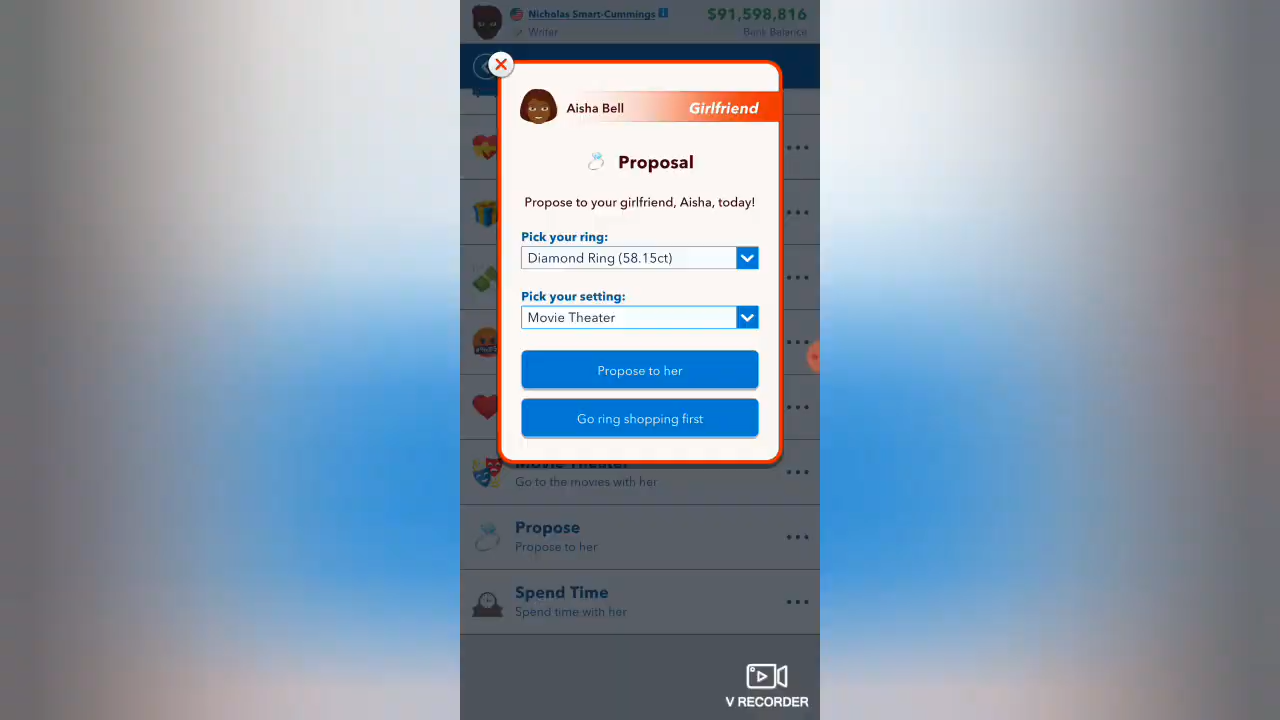 Nicholas Smart-Cummings
$91,598,816
Writer
Bank Balance
Aisha Bell
Girlfriend
Proposal
Propose to your girlfriend, Aisha, today!
Pick your ring:
Diamond Ring (58.15ct)
Pick your setting:
Movie Theater
Propose to her
Go ring shopping first
Movie Theater
Go to the movies with her
Propose
Propose to her
Spend Time
Spend time with her
V RECORDER